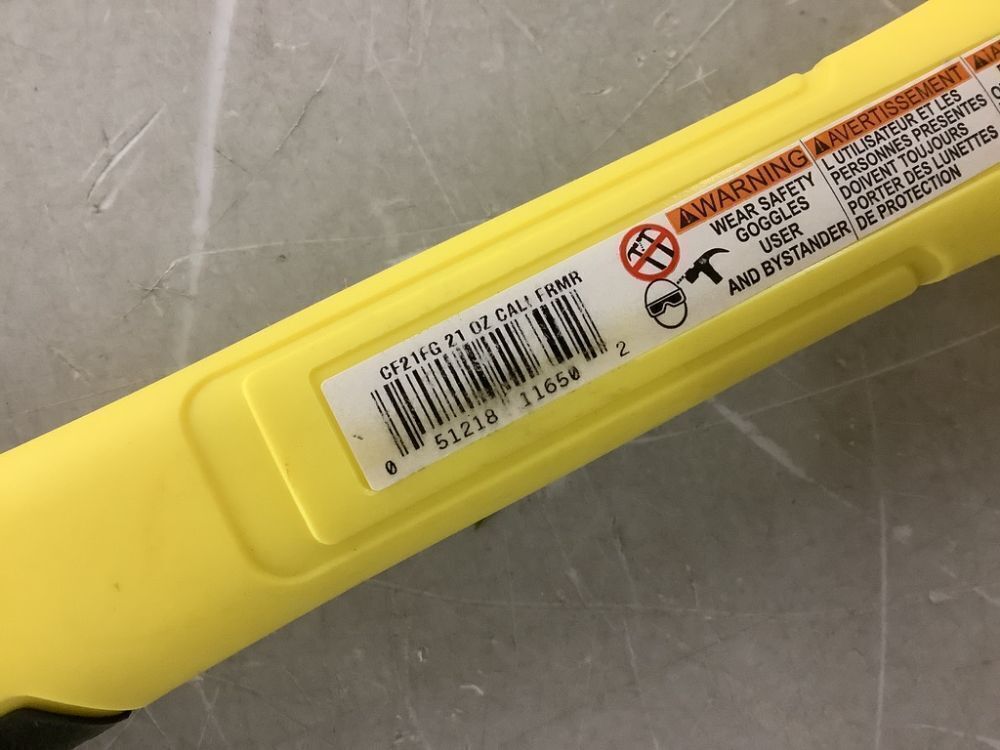 CF21FG 21 OZ CALI FRMR
0 51218 11650 2
⚠WARNING
WEAR SAFETY
GOGGLES
USER
AND BYSTANDER
⚠AVERTISSEMENT
L UTILISATEUR ET LES
PERSONNES PRESENTES
DOIVENT TOUJOURS
PORTER DES LUNETTES
DE PROTECTION